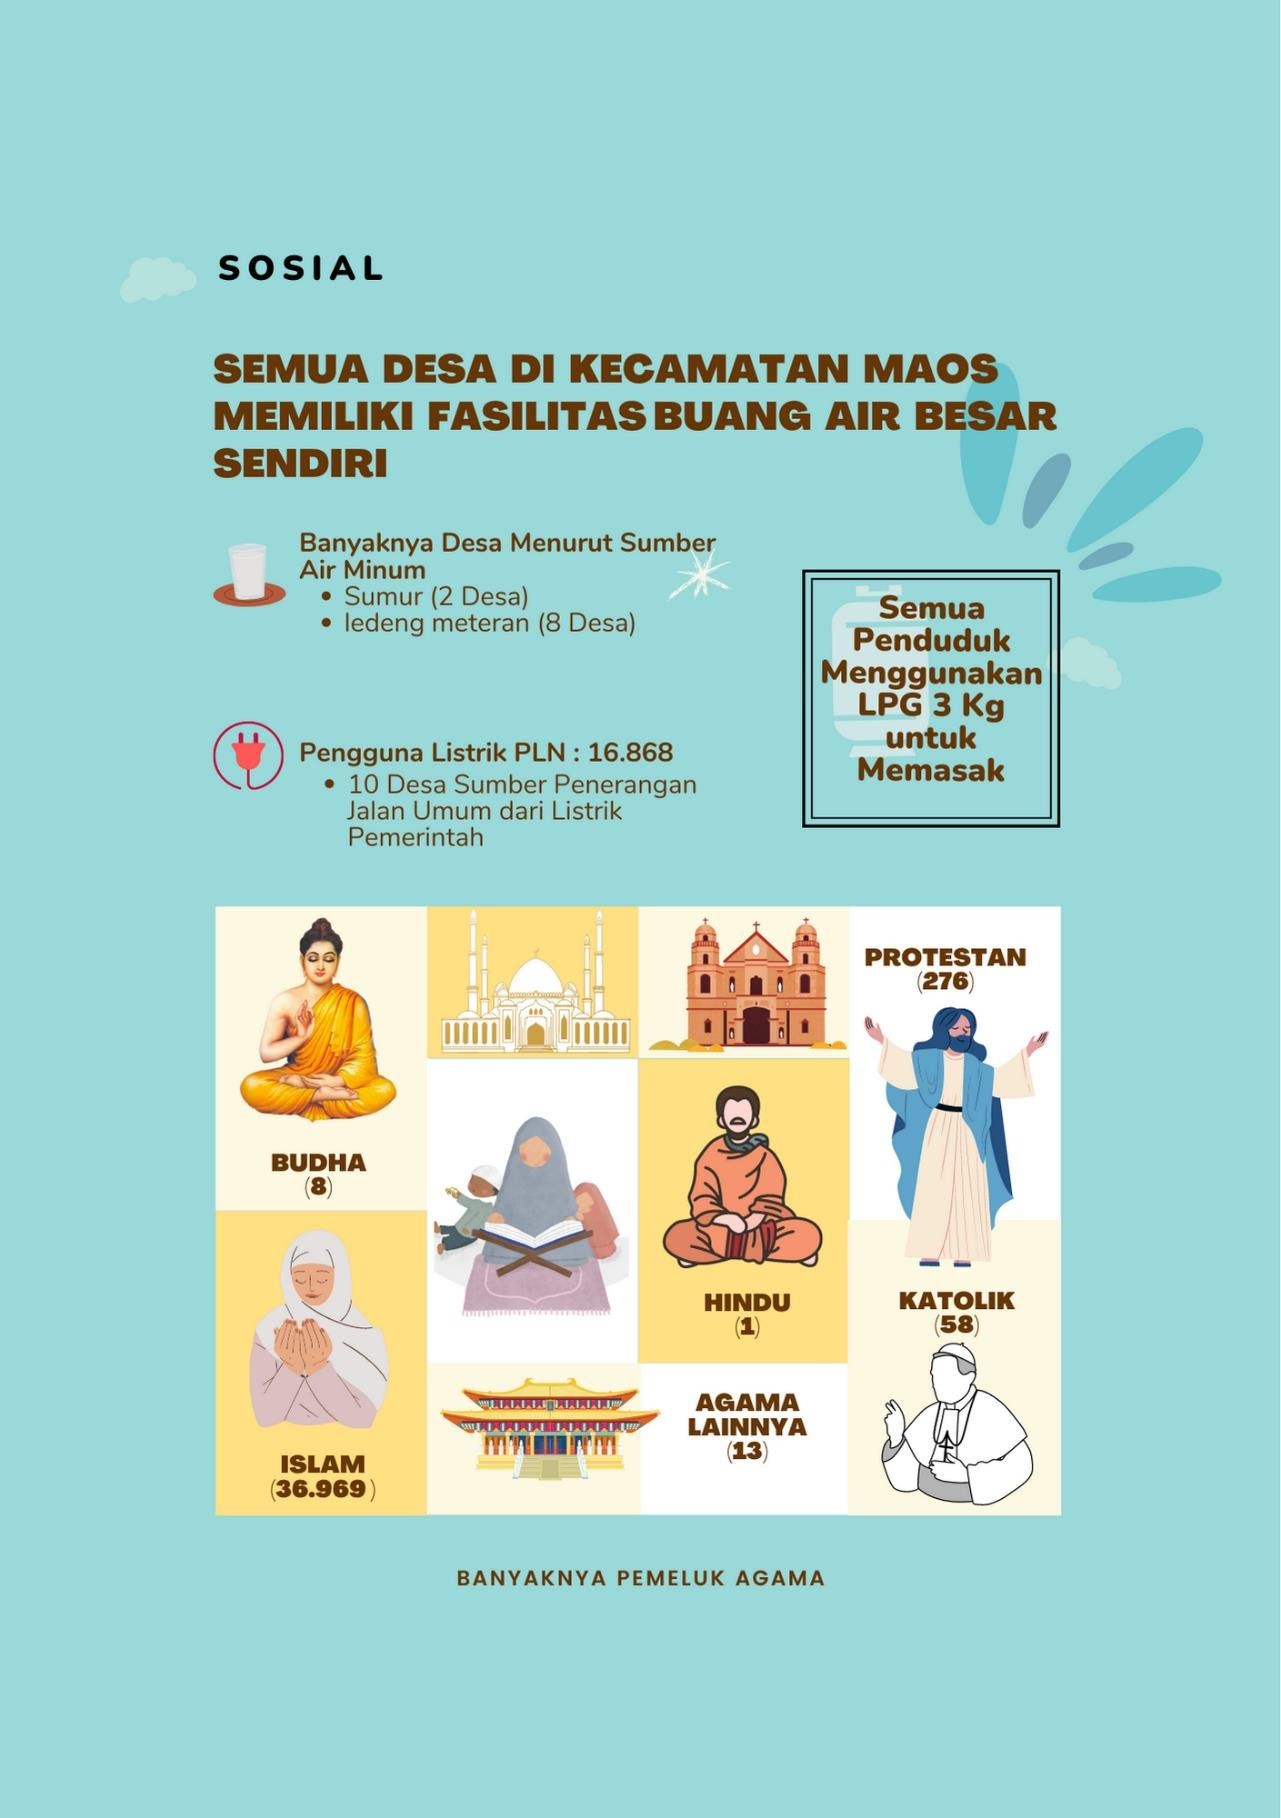 SOSIAL
SEMUA DESA DI KECAMATAN MAOS
MEMILIKI FASILITAS BUANG AIR BESAR
SENDIRI
Banyaknya Desa Menurut Sumber
Air Minum
• Sumur (2 Desa)
• ledeng meteran (8 Desa)
Semua
Penduduk
Menggunakan
LPG 3 Kg
untuk
Memasak
Pengguna Listrik PLN : 16.868
• 10 Desa Sumber Penerangan
Jalan Umum dari Listrik
Pemerintah
PROTESTAN
(276)
BUDHA
(8)
HINDU
(1)
KATOLIK
(58)
AGAMA
LAINNYA
(13)
ISLAM
(36.969)
BANYAKNYA PEMELUK AGAMA